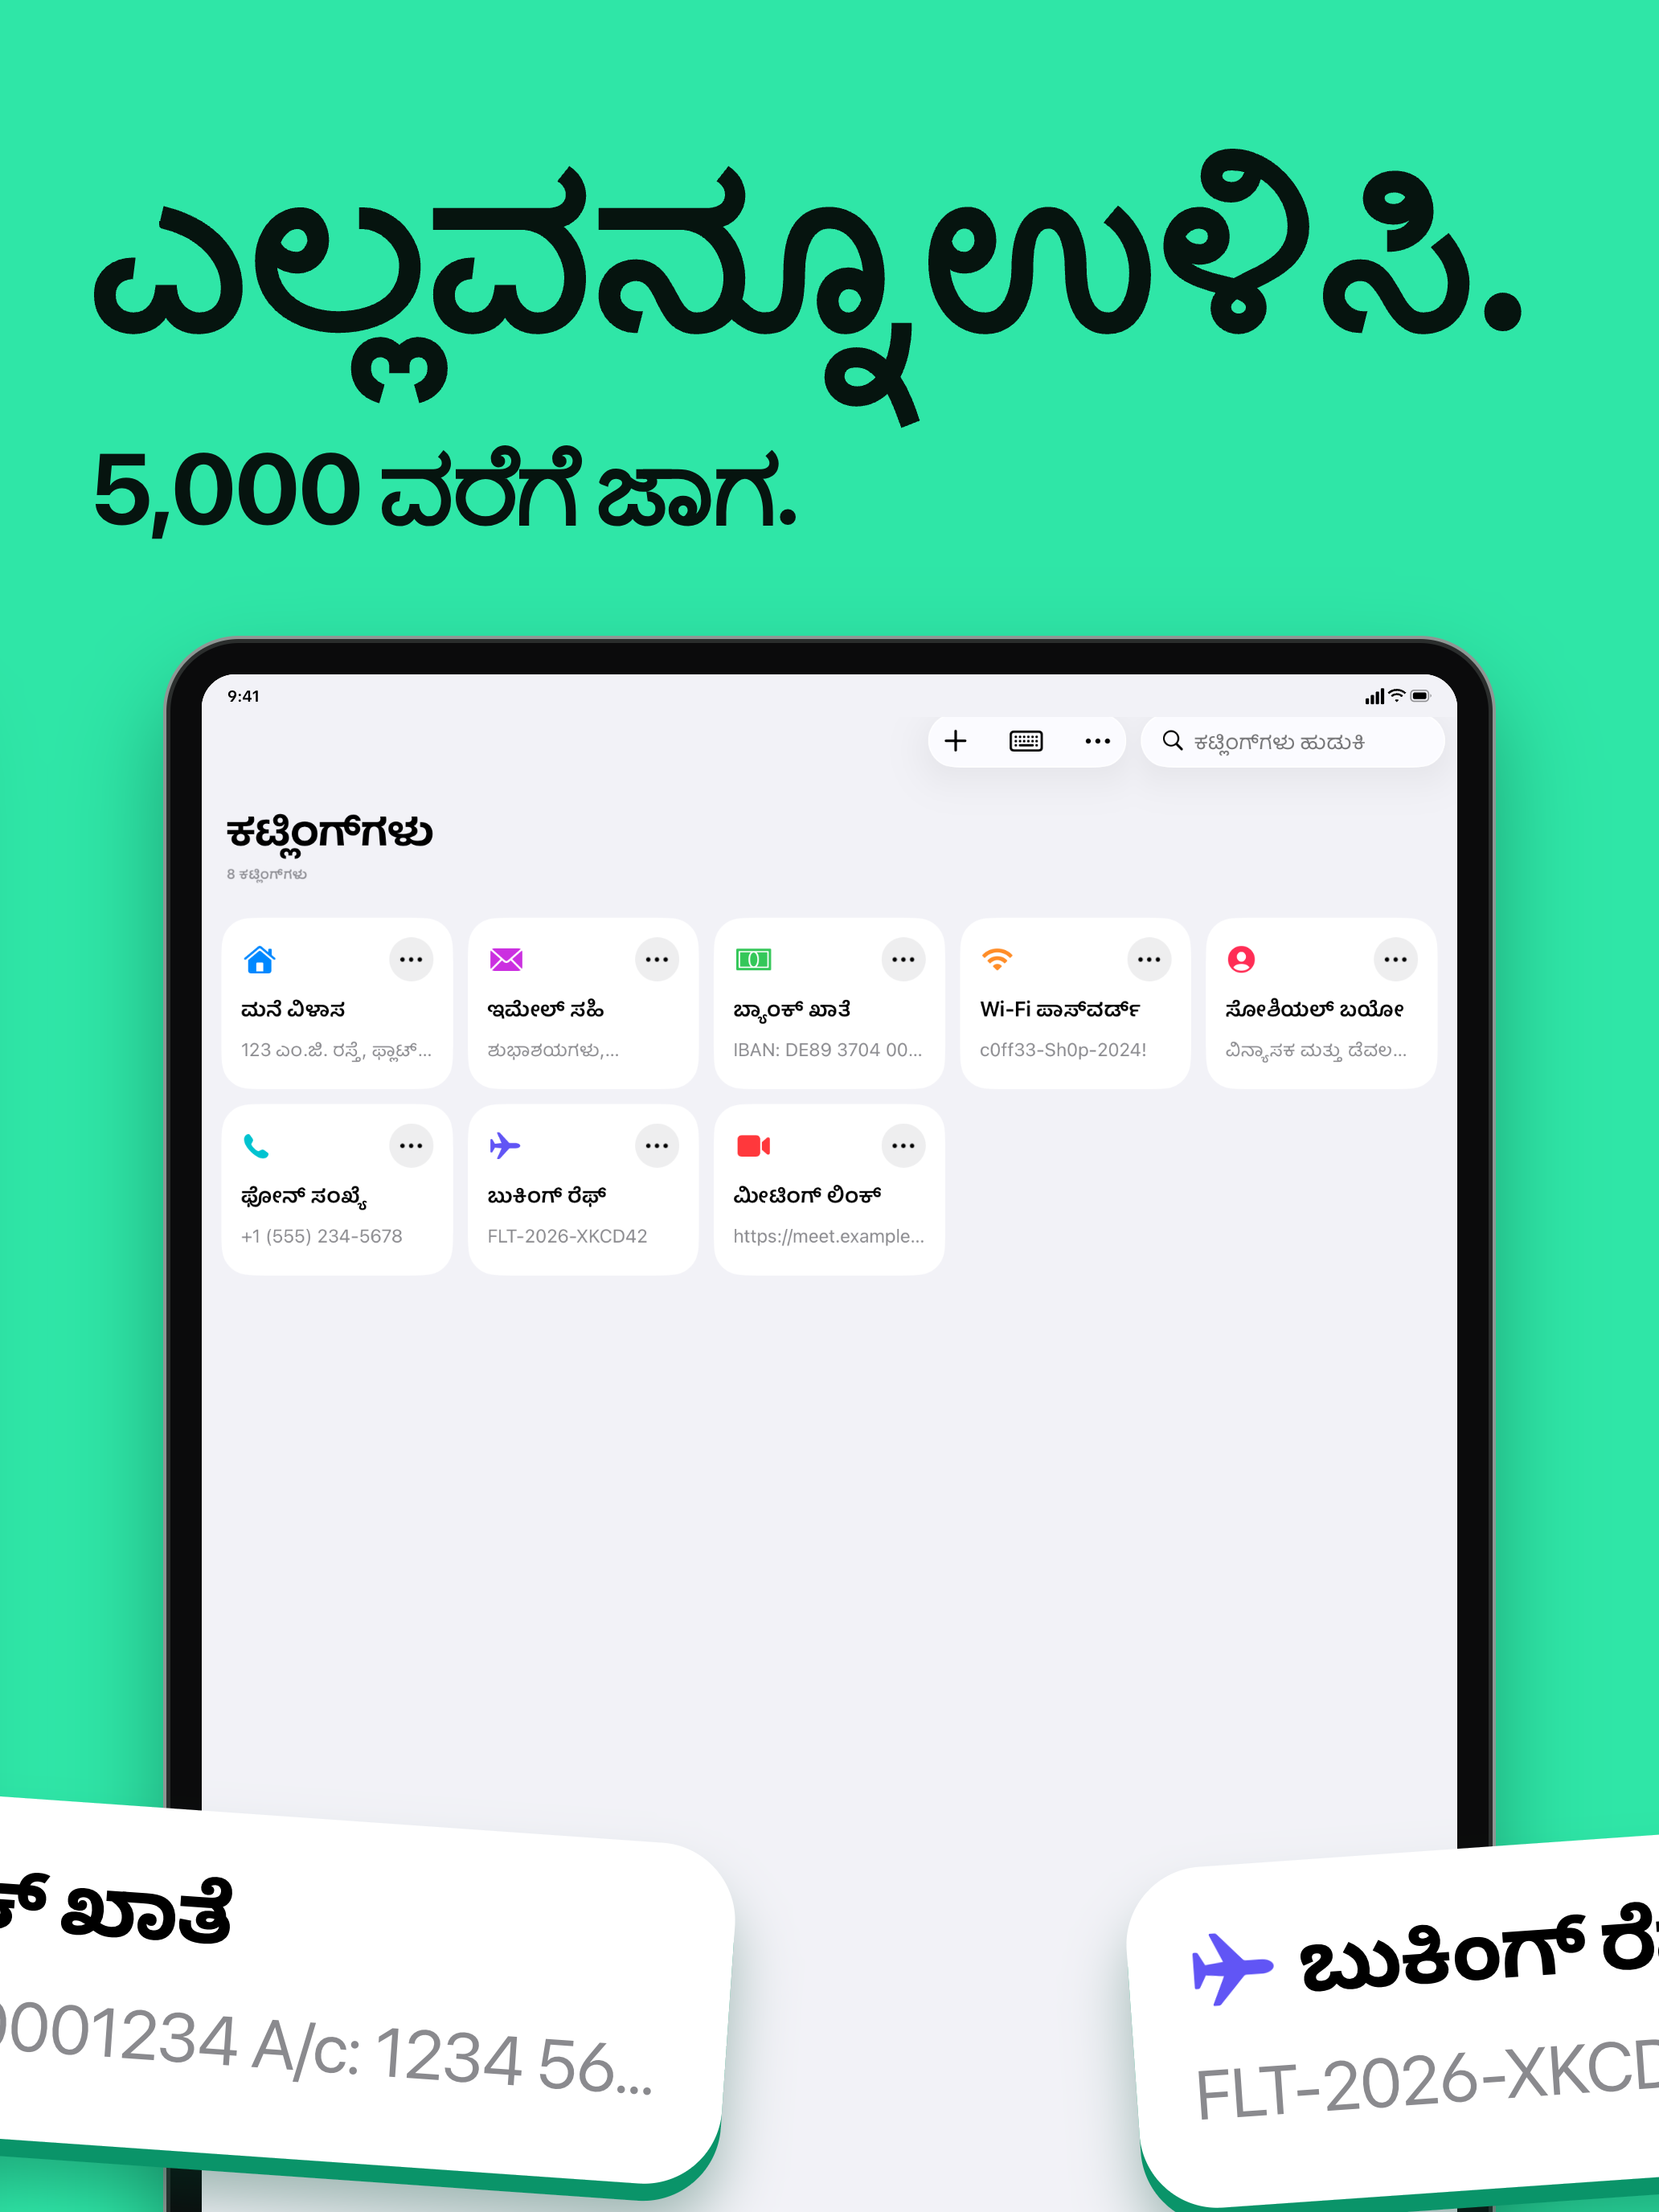 ಎಲ್ಲವನ್ನೂ ಉಳಿಸಿ.
5,000 ವರೆಗೆ ಜಾಗ.
9:41
ಕಟ್ಲಿಂಗ್‌ಗಳು ಹುಡುಕಿ
ಕಟ್ಲಿಂಗ್‌ಗಳು
8 ಕಟ್ಲಿಂಗ್‌ಗಳು
ಮನೆ ವಿಳಾಸ
123 ಎಂ.ಜಿ. ರಸ್ತೆ, ಫ್ಲಾಟ್...
ಇಮೇಲ್ ಸಹಿ
ಶುಭಾಶಯಗಳು,...
ಬ್ಯಾಂಕ್ ಖಾತೆ
IBAN: DE89 3704 00...
Wi-Fi ಪಾಸ್‌ವರ್ಡ್
c0ff33-Sh0p-2024!
ಸೋಶಿಯಲ್ ಬಯೋ
ವಿನ್ಯಾಸಕ ಮತ್ತು ಡೆವಲ...
ಫೋನ್ ಸಂಖ್ಯೆ
+1 (555) 234-5678
ಬುಕಿಂಗ್ ರೆಫ್
FLT-2026-XKCD42
ಮೀಟಿಂಗ್ ಲಿಂಕ್
https://meet.example...
ಖಾತೆ
0001234 A/c: 1234 56...
ಬುಕಿಂಗ್
FLT-2026-XKCD